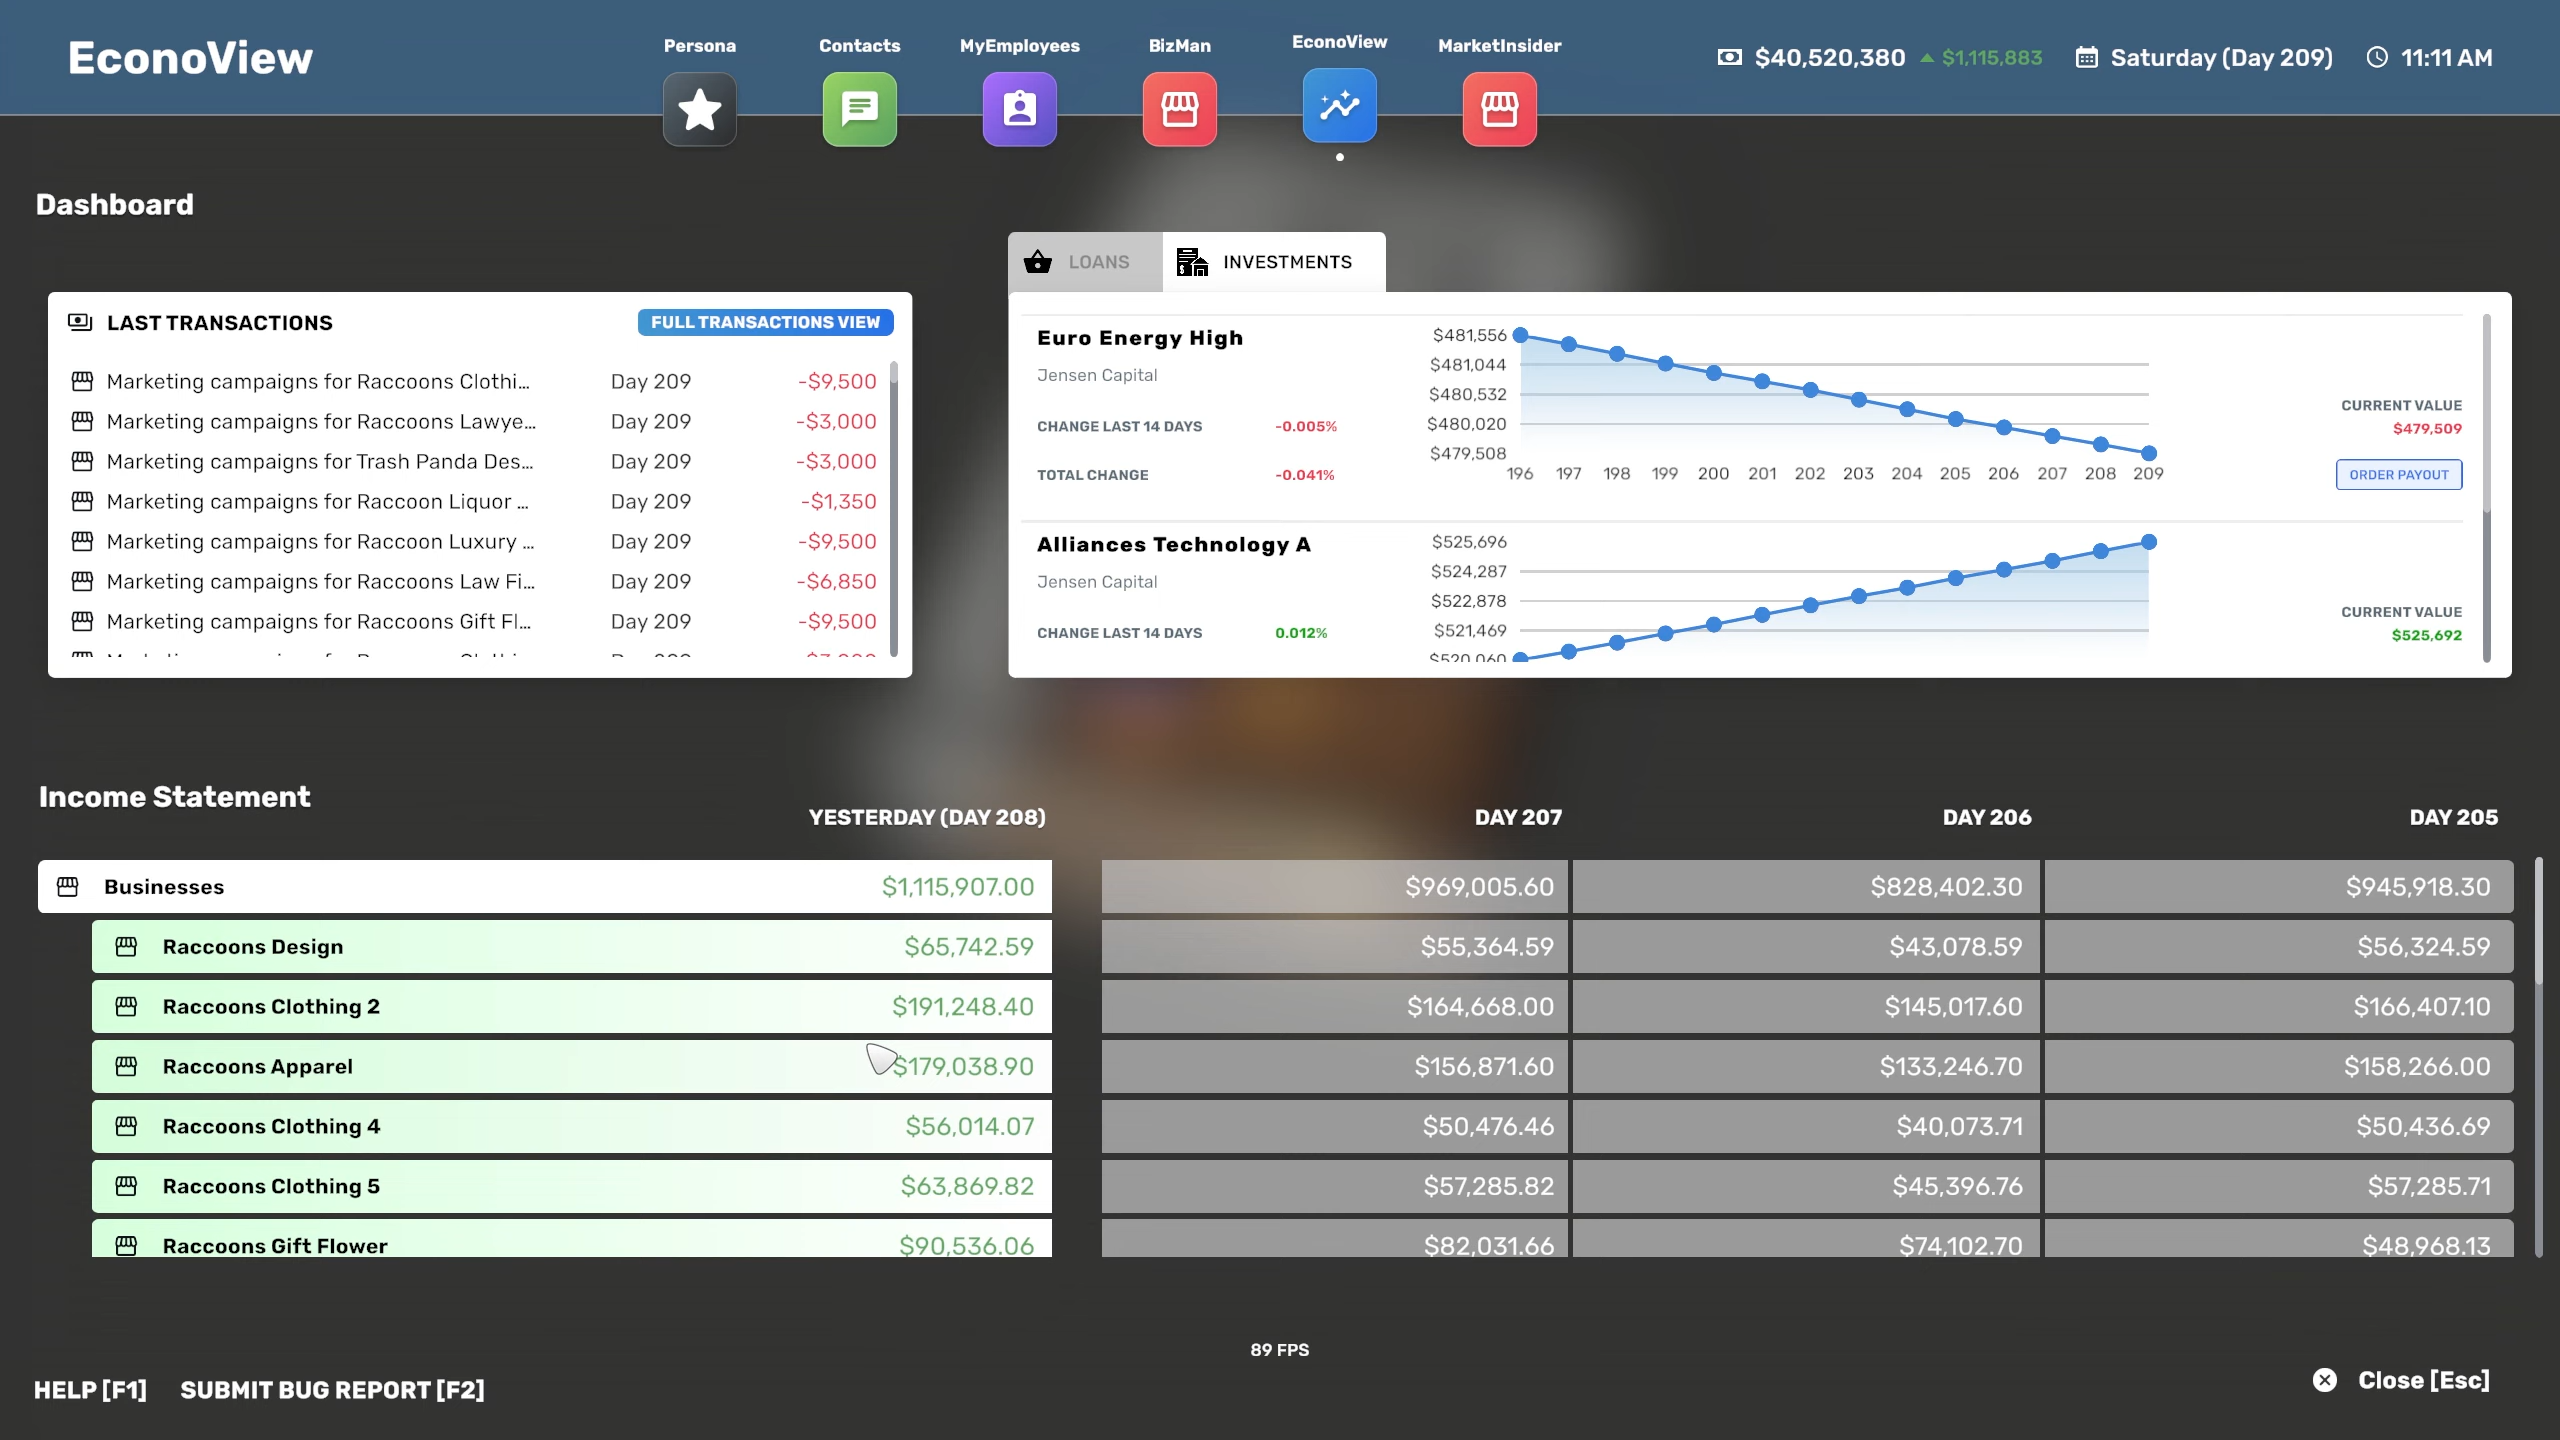 EconoView
Persona
Contacts
MyEmployees
BizMan
EconoView
MarketInsider
$40,520,380
$1,115,883
Saturday (Day 209)
11:11 AM
Dashboard
LAST TRANSACTIONS
FULL TRANSACTIONS VIEW
Marketing campaigns for Raccoons Clothi... Day 209 -$9,500
Marketing campaigns for Raccoons Lawye... Day 209 -$3,000
Marketing campaigns for Trash Panda Des... Day 209 -$3,000
Marketing campaigns for Raccoon Liquor ... Day 209 -$1,350
Marketing campaigns for Raccoon Luxury ... Day 209 -$9,500
Marketing campaigns for Raccoons Law Fi... Day 209 -$6,850
Marketing campaigns for Raccoons Gift Fl... Day 209 -$9,500
LOANS
INVESTMENTS
Euro Energy High
Jensen Capital
CHANGE LAST 14 DAYS -0.005%
TOTAL CHANGE -0.041%
$481,556
$481,044
$480,532
$480,020
$479,508
196 197 198 199 200 201 202 203 204 205 206 207 208 209
CURRENT VALUE
$479,509
ORDER PAYOUT
Alliances Technology A
Jensen Capital
CHANGE LAST 14 DAYS 0.012%
$525,696
$524,287
$522,878
$521,469
$520,060
CURRENT VALUE
$525,692
Income Statement
YESTERDAY (DAY 208) DAY 207 DAY 206 DAY 205
Businesses $1,115,907.00 $969,005.60 $828,402.30 $945,918.30
Raccoons Design $65,742.59 $55,364.59 $43,078.59 $56,324.59
Raccoons Clothing 2 $191,248.40 $164,668.00 $145,017.60 $166,407.10
Raccoons Apparel $179,038.90 $156,871.60 $133,246.70 $158,266.00
Raccoons Clothing 4 $56,014.07 $50,476.46 $40,073.71 $50,436.69
Raccoons Clothing 5 $63,869.82 $57,285.82 $45,396.76 $57,285.71
Raccoons Gift Flower $90,536.06 $82,031.66 $74,102.70 $48,968.13
89 FPS
HELP [F1]
SUBMIT BUG REPORT [F2]
Close [Esc]